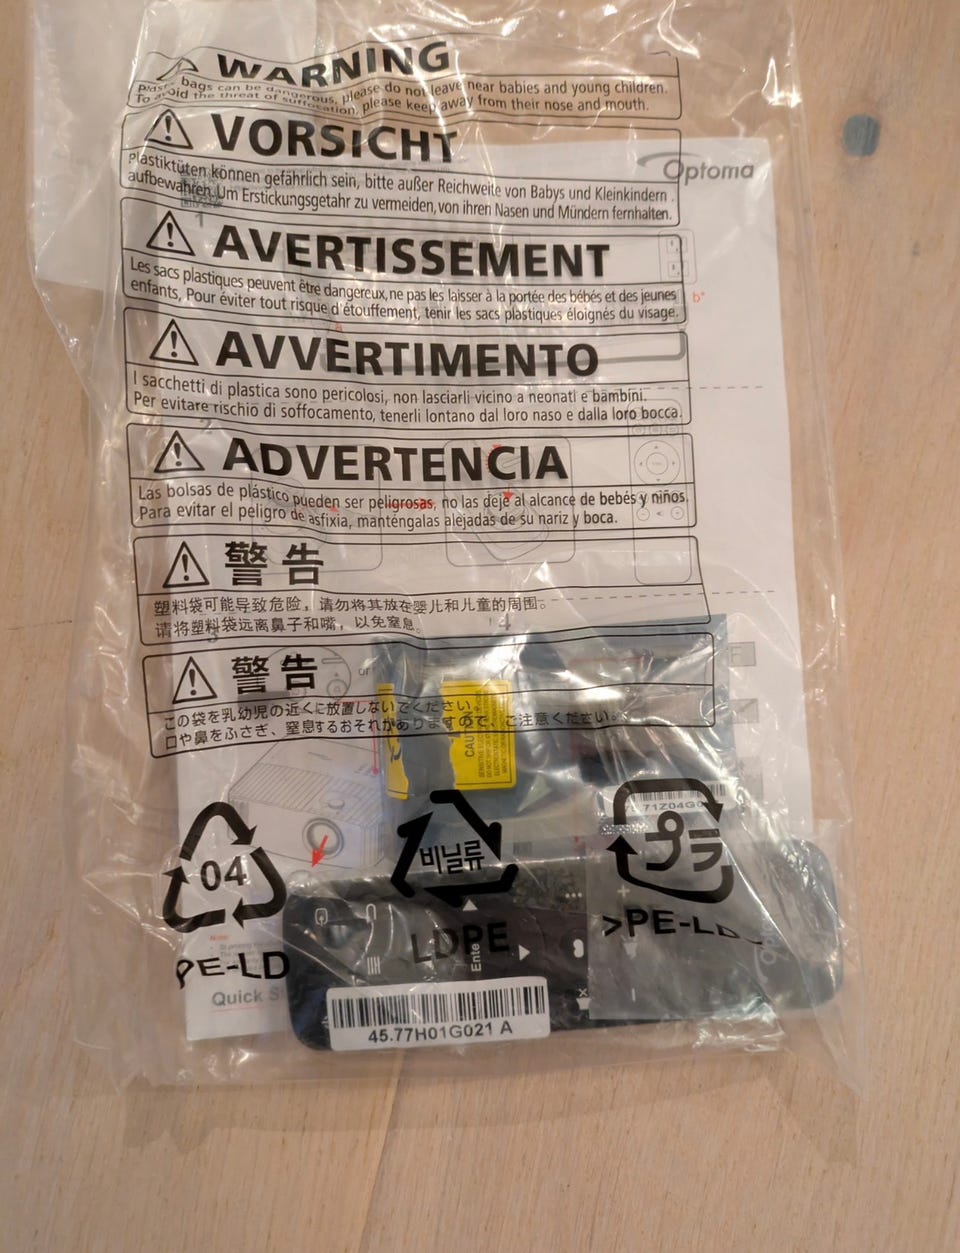 WARNING
Plastic bags can be dangerous, please do not leave near babies and young children.
To avoid the threat of suffocation, please keep away from their nose and mouth.
VORSICHT
Plastiktüten können gefährlich sein, bitte außer Reichweite von Babys und Kleinkindern
aufbewahren. Um Erstickungsgetahr zu vermeiden, von ihren Nasen und Mündern fernhalten.
Optoma
1
AVERTISSEMENT
Les sacs plastiques peuvent être dangereux, ne pas les laisser à la portée des bébés et des jeunes
enfants, Pour éviter tout risque d'étouffement, tenir les sacs plastiques éloignés du visage.
b*
AVVERTIMENTO
I sacchetti di plastica sono pericolosi, non lasciarli vicino a neonati e bambini.
Per evitare rischio di soffocamento, tenerli lontano dal loro naso e dalla loro bocca.
2
ADVERTENCIA
Las bolsas de plástico pueden ser peligrosas, no las deje al alcance de bebés y niños.
Para evitar el peligro de asfixia, manténgalas alejadas de su nariz y boca.
警告
塑料袋可能导致危险，请勿将其放在婴儿和儿童的周围。
请将塑料袋远离鼻子和嘴，以免窒息。
3
4
警告
or
この袋を乳幼児の近くに放置しないでください。
口や鼻をふさぎ、窒息するおそれがありますので、ご注意ください。
CAUTION
71Z04G0
04
비닐류
PE-LD
LDPE
>PE-LD
Enter
Quick S
45.77H01G021 A